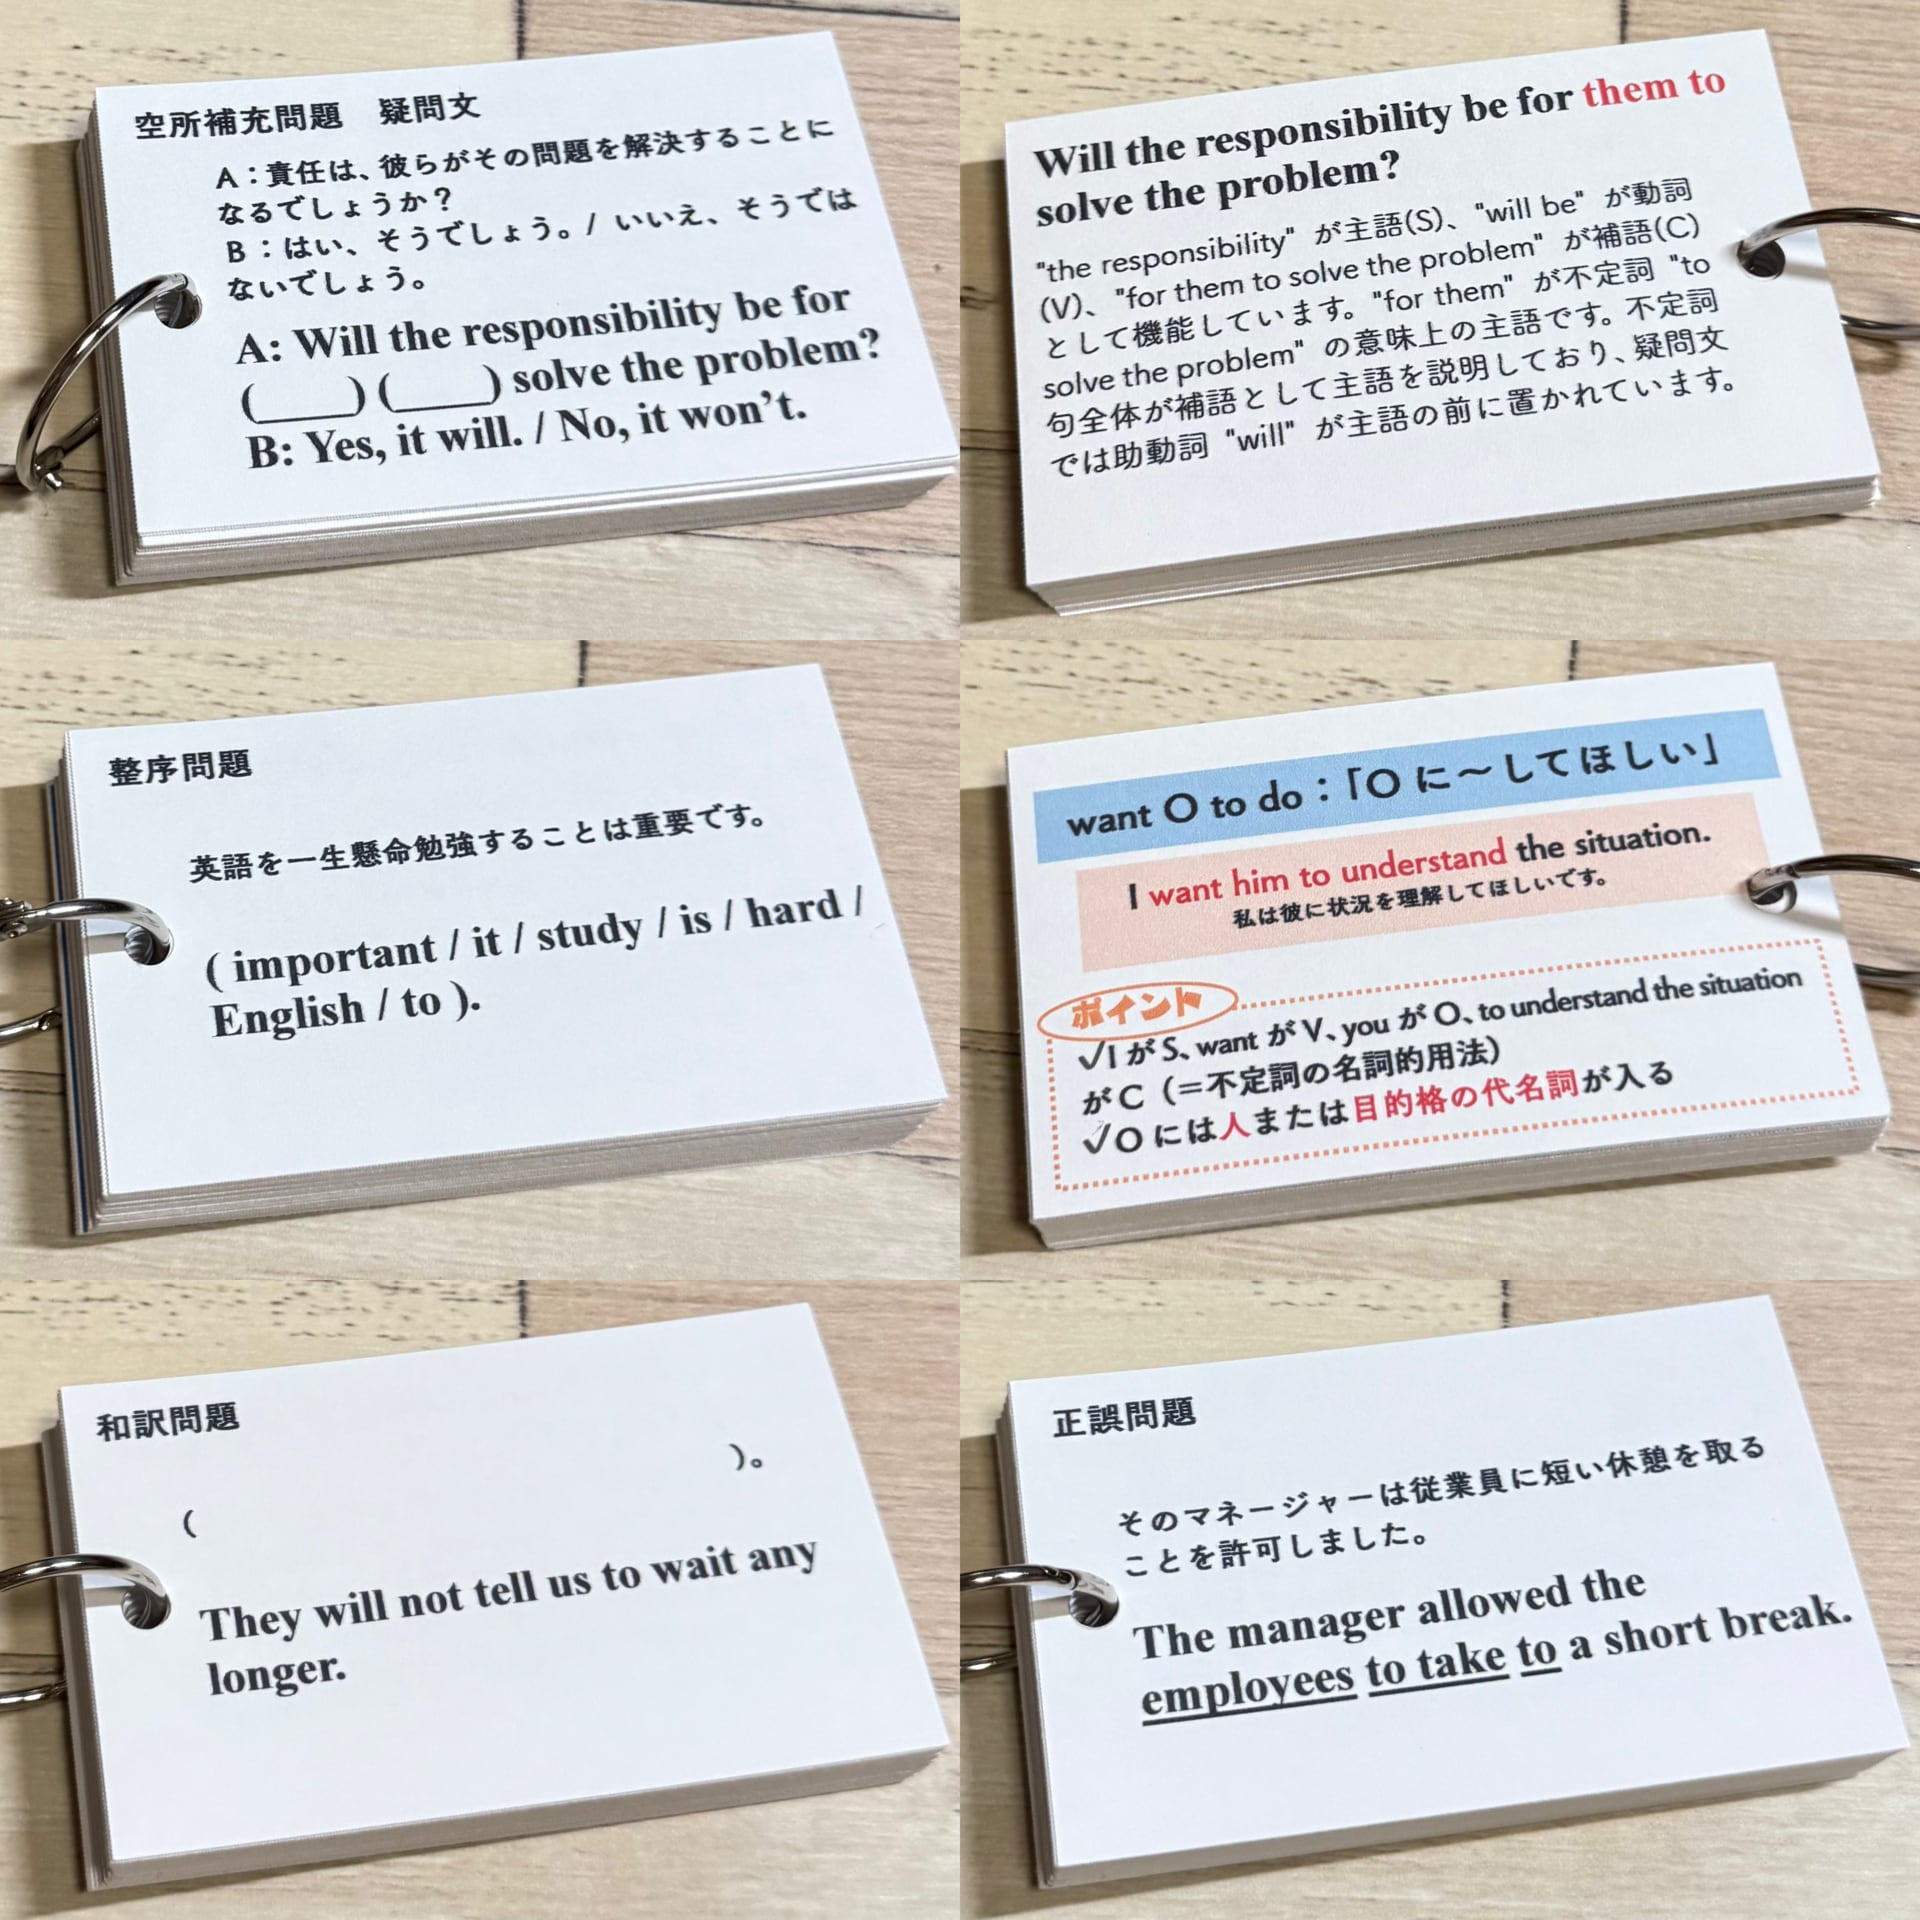 空所補充問題　疑問文
A：責任は、彼らがその問題を解決することに
なるでしょうか？
B：はい、そうでしょう。/ いいえ、そうでは
ないでしょう。
A: Will the responsibility be for
(____) (____) solve the problem?
B: Yes, it will. / No, it won't.
Will the responsibility be for them to
solve the problem?
"the responsibility" が主語(S)、"will be" が動詞
(V)、"for them to solve the problem" が補語(C)
として機能しています。"for them" が不定詞 "to
solve the problem" の意味上の主語です。不定詞
句全体が補語として主語を説明しており、疑問文
では助動詞 "will" が主語の前に置かれています。
整序問題
英語を一生懸命勉強することは重要です。
( important / it / study / is / hard /
English / to ).
want O to do：「O に～してほしい」
I want him to understand the situation.
私は彼に状況を理解してほしいです。
ポイント
✓I が S、want が V、you が O、to understand the situation
が C（＝不定詞の名詞的用法）
✓O には人または目的格の代名詞が入る
和訳問題
)。
(
They will not tell us to wait any
longer.
正誤問題
そのマネージャーは従業員に短い休憩を取る
ことを許可しました。
The manager allowed the
employees to take to a short break.